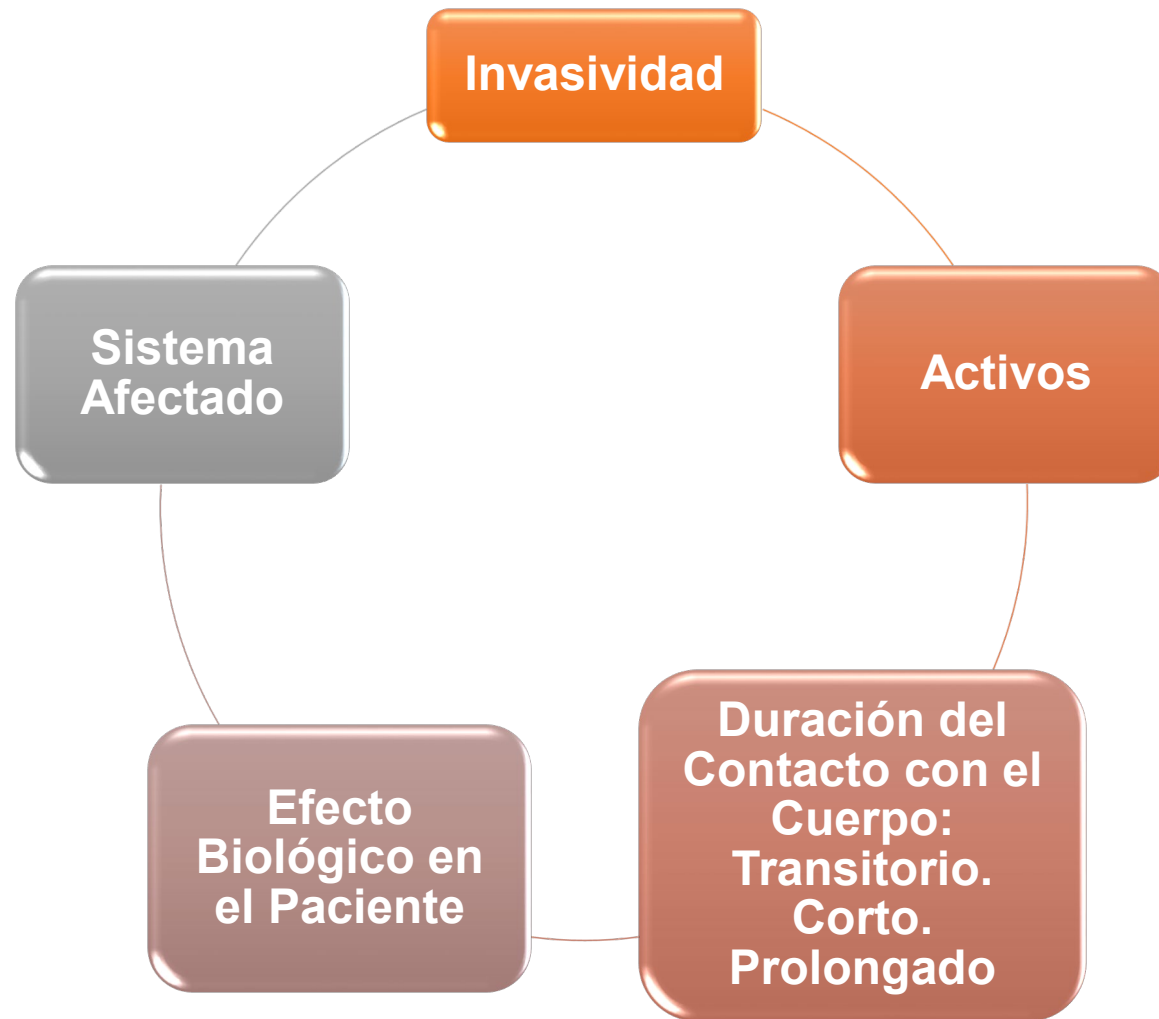 Invasividad
Activos
Duración del
Contacto con el
Cuerpo:
Transitorio.
Corto.
Prolongado
Efecto
Biológico en
el Paciente
Sistema
Afectado